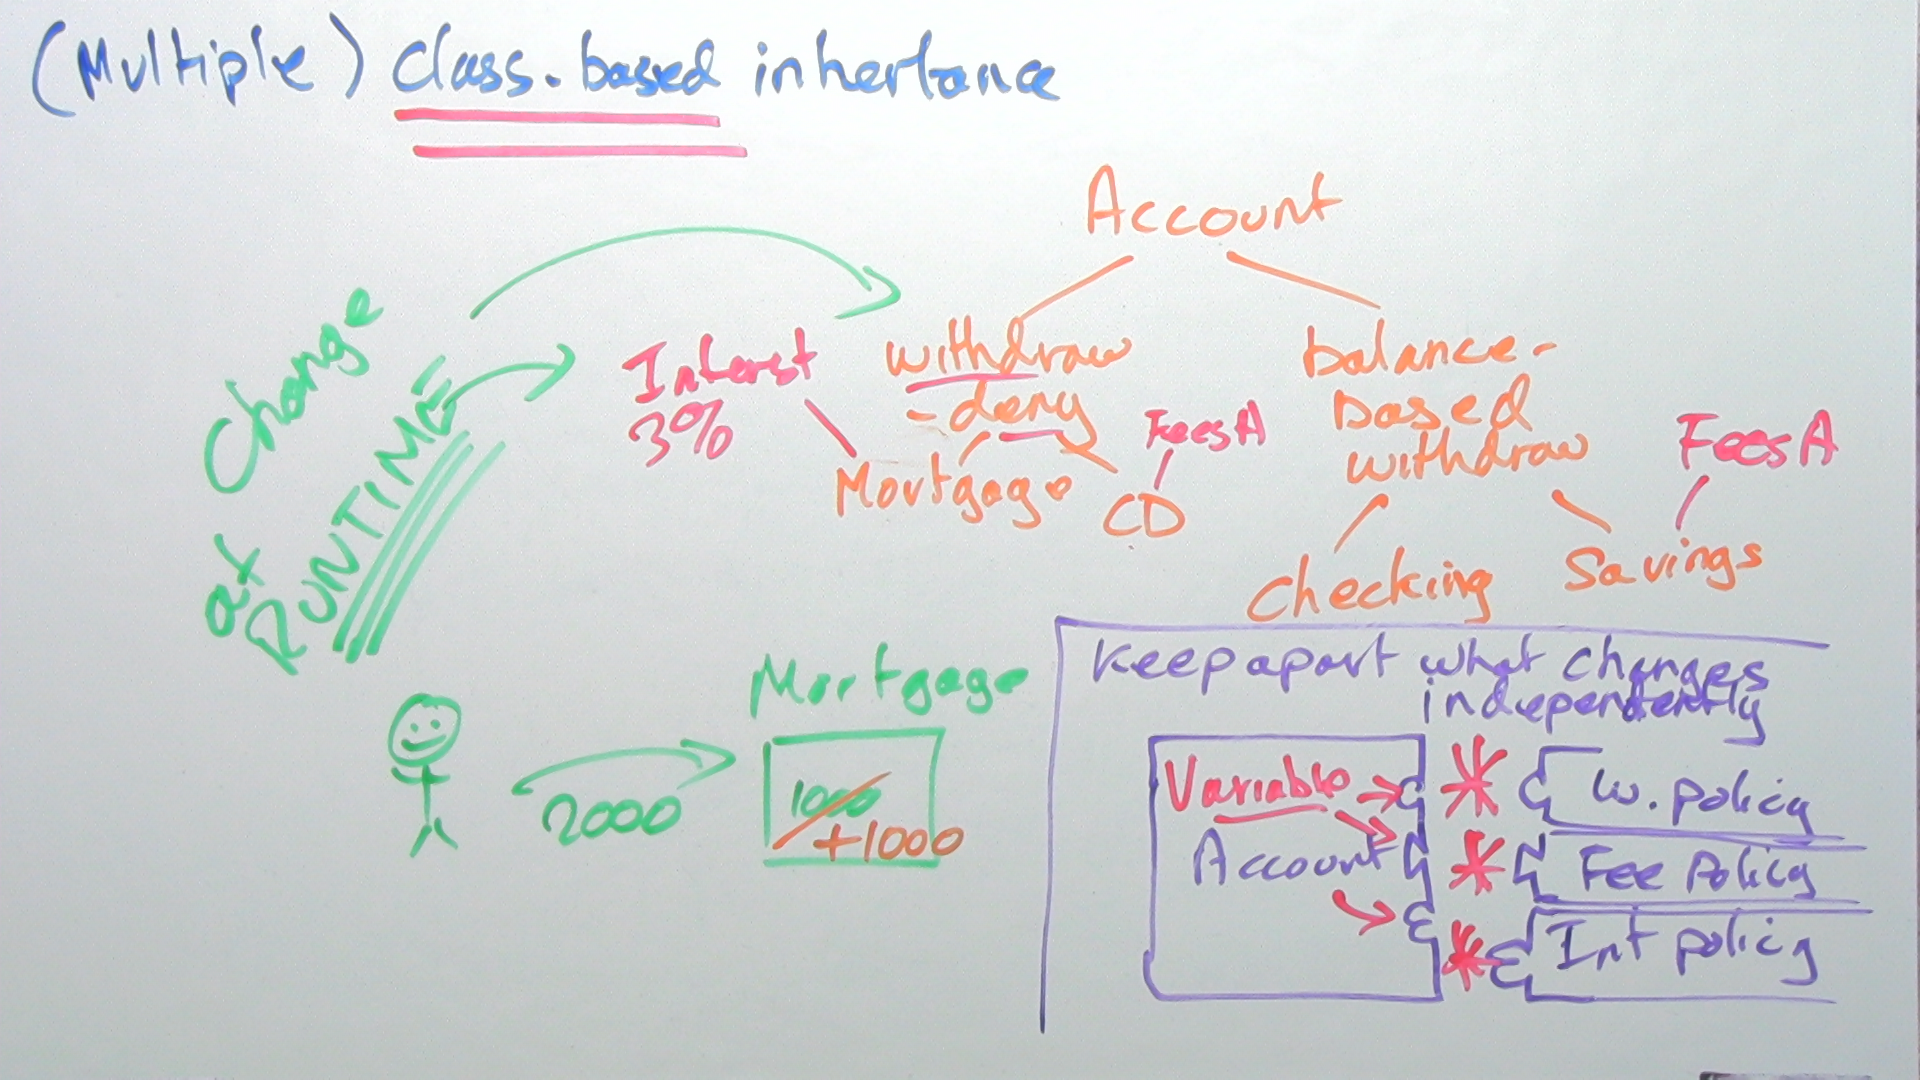 (Multiple) class-based inheritance
Account
Change
at
RUNTIME
Interest
3%
withdraw
-deny
balance-
based
withdraw
FeesA
FeesA
Mortgage
CD
Checking
Savings
Mortgage
2000
1000
+1000
Keep apart what changes
independently
Variable
Account
W. policy
Fee Policy
Int policy